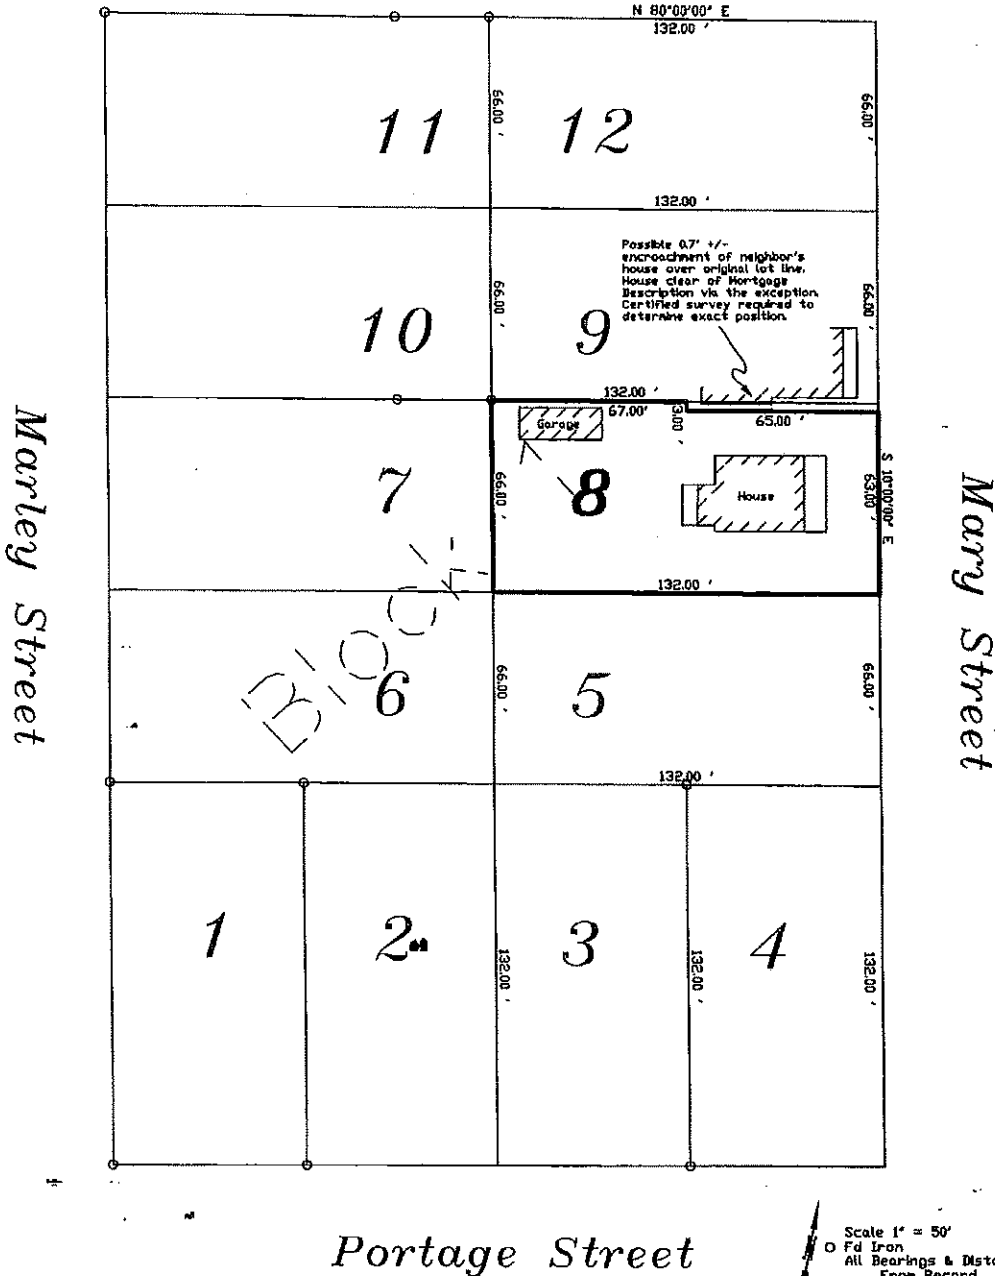 N 80°00'00" E
132.00 '
66.00 '
66.00 '
11
12
132.00 '
Possible 0.7' +/-
encroachment of neighbor's
house over original lot line.
House clear of Mortgage
Description via the exception.
Certified survey required to
determine exact position.
66.00 '
66.00 '
10
9
132.00 '
67.00'
3.00 '
65.00 '
Garage
Marley Street
7
66.00 '
8
House
63.00 '
S 10°00'00" E
Mary Street
132.00 '
Block
6
66.00 '
5
66.00 '
132.00 '
1
2
132.00 '
3
132.00 '
4
132.00 '
Portage Street
Scale 1" = 50'
O Fd Iron
All Bearings & Dista
From Record